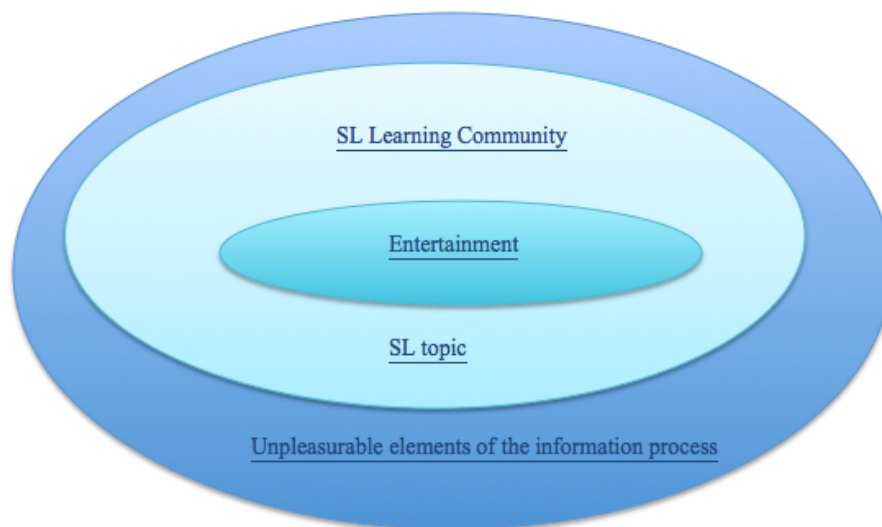 SL Learning Community
Entertainment
SL topic
Unpleasurable elements of the information process